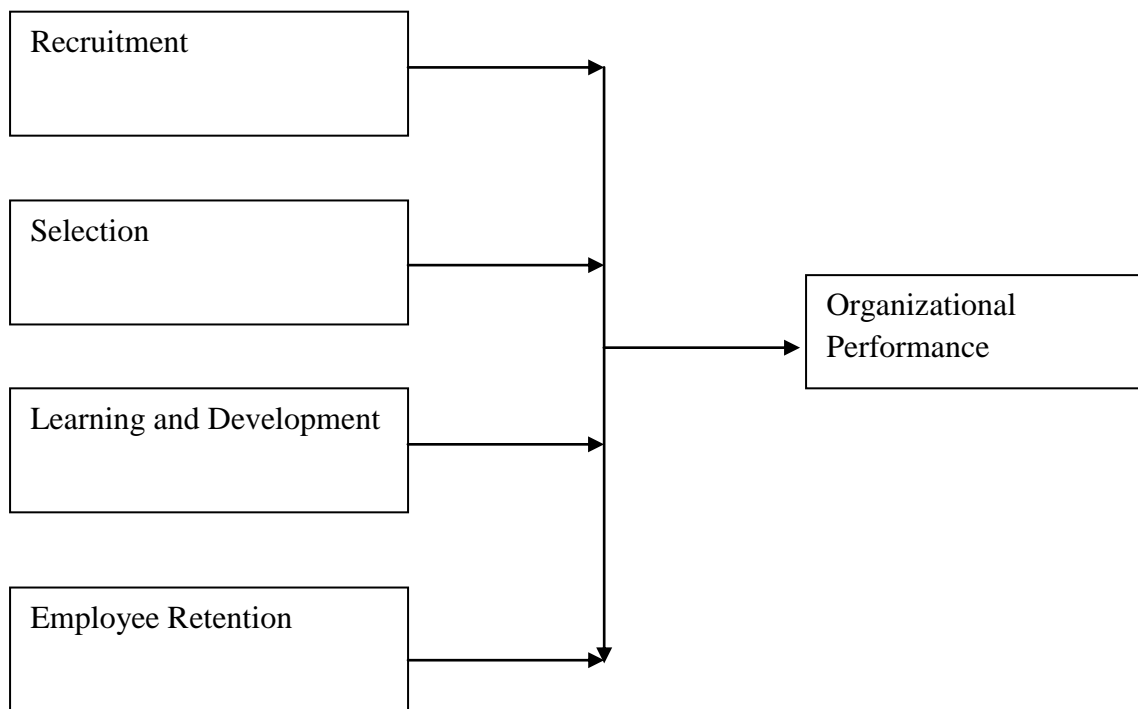 Recruitment
Selection
Learning and Development
Employee Retention
Organizational
Performance